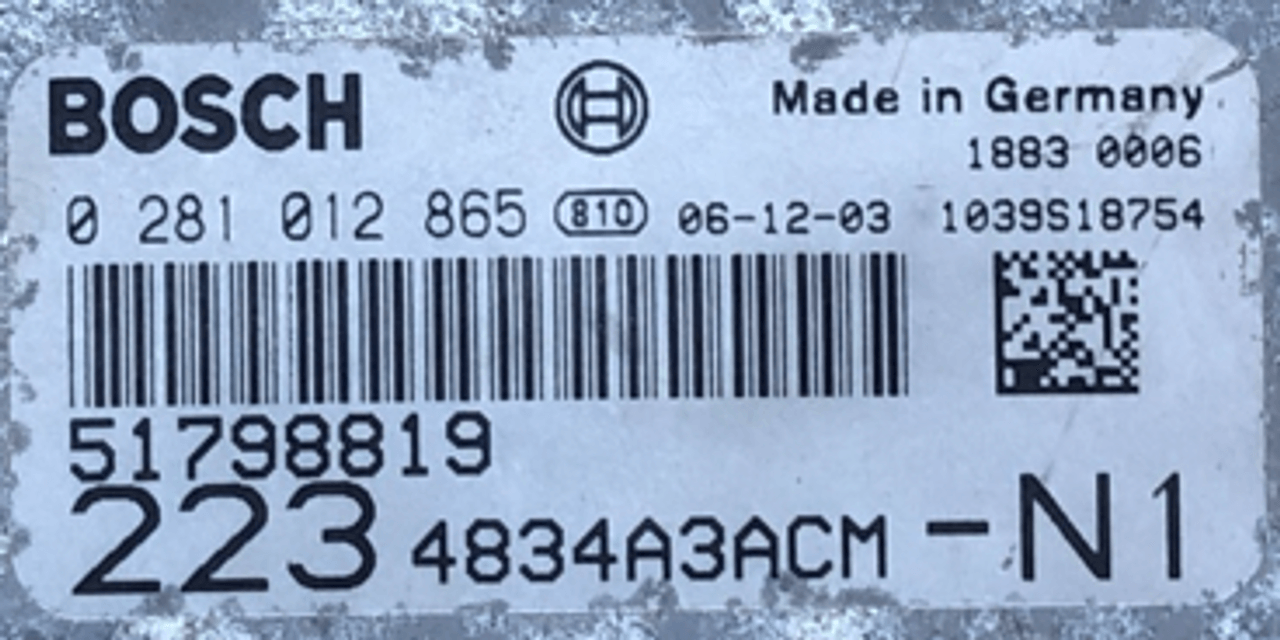 BOSCH Made in Germany
1883 0006
0 281 012 865 810 06-12-03 1039S18754
51798819
223 4834A3ACM -N1